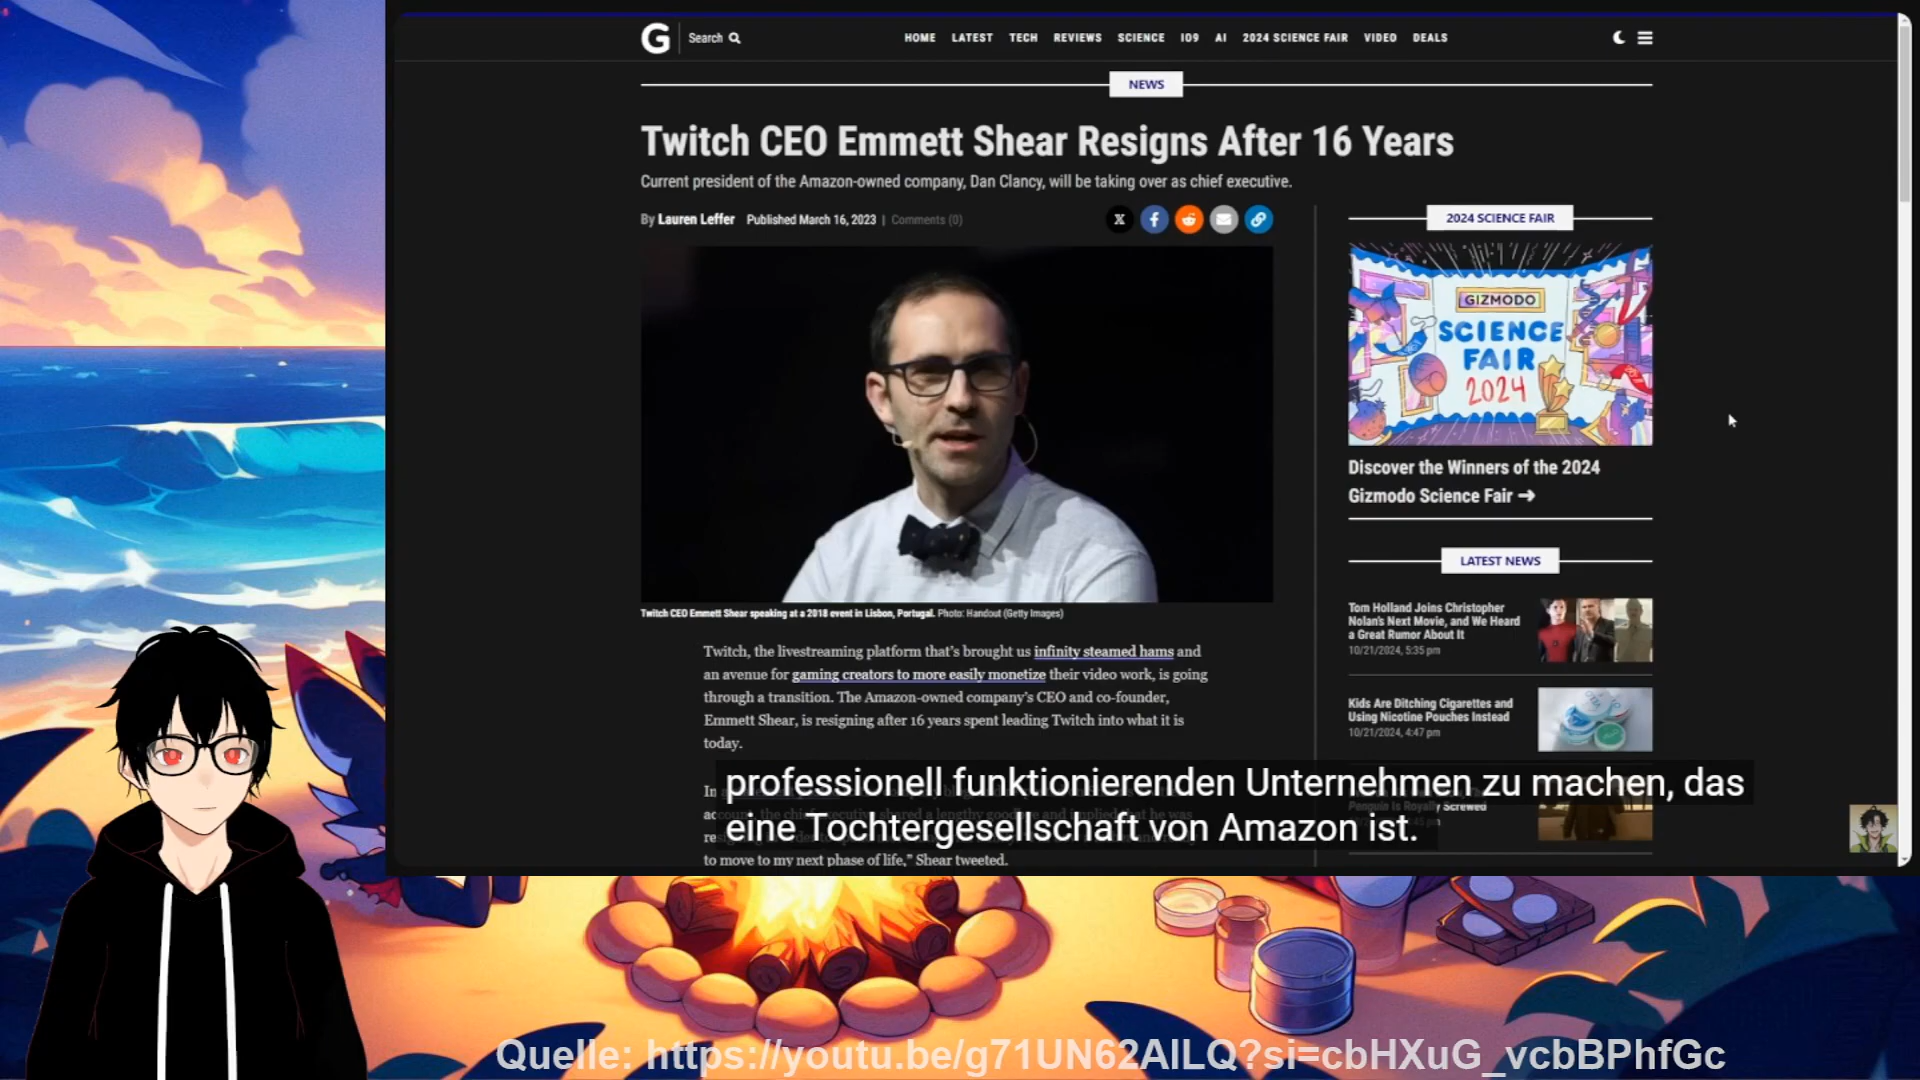 G
Search
HOME LATEST TECH REVIEWS SCIENCE IO9 AI 2024 SCIENCE FAIR VIDEO DEALS
NEWS
Twitch CEO Emmett Shear Resigns After 16 Years
Current president of the Amazon-owned company, Dan Clancy, will be taking over as chief executive.
By Lauren Leffer Published March 16, 2023 | Comments (0)
Twitch CEO Emmett Shear speaking at a 2018 event in Lisbon, Portugal. Photo: Handout (Getty Images)
Twitch, the livestreaming platform that's brought us infinity steamed hams and
an avenue for gaming creators to more easily monetize their video work, is going
through a transition. The Amazon-owned company's CEO and co-founder,
Emmett Shear, is resigning after 16 years spent leading Twitch into what it is
today.
In
to move to my next phase of life," Shear tweeted.
2024 SCIENCE FAIR
GIZMODO
SCIENCE
FAIR
2024
Discover the Winners of the 2024
Gizmodo Science Fair →
LATEST NEWS
Tom Holland Joins Christopher
Nolan's Next Movie, and We Heard
a Great Rumor About It
10/21/2024, 5:35 pm
Kids Are Ditching Cigarettes and
Using Nicotine Pouches Instead
10/21/2024, 4:47 pm
Penguin Is Royally Screwed
professionell funktionierenden Unternehmen zu machen, das
eine Tochtergesellschaft von Amazon ist.
Quelle: https://youtu.be/g71UN62AILQ?si=cbHXuG_vcbBPhfGc